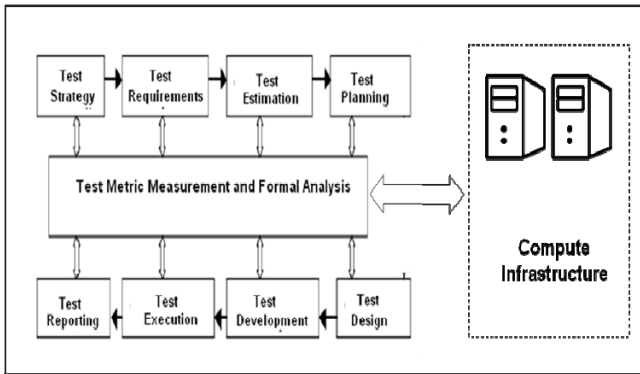 Test
Strategy
Test
Requirements
Test
Estimation
Test
Planning
Test Metric Measurement and Formal Analysis
Compute
Infrastructure
Test
Reporting
Test
Execution
Test
Development
Test
Design